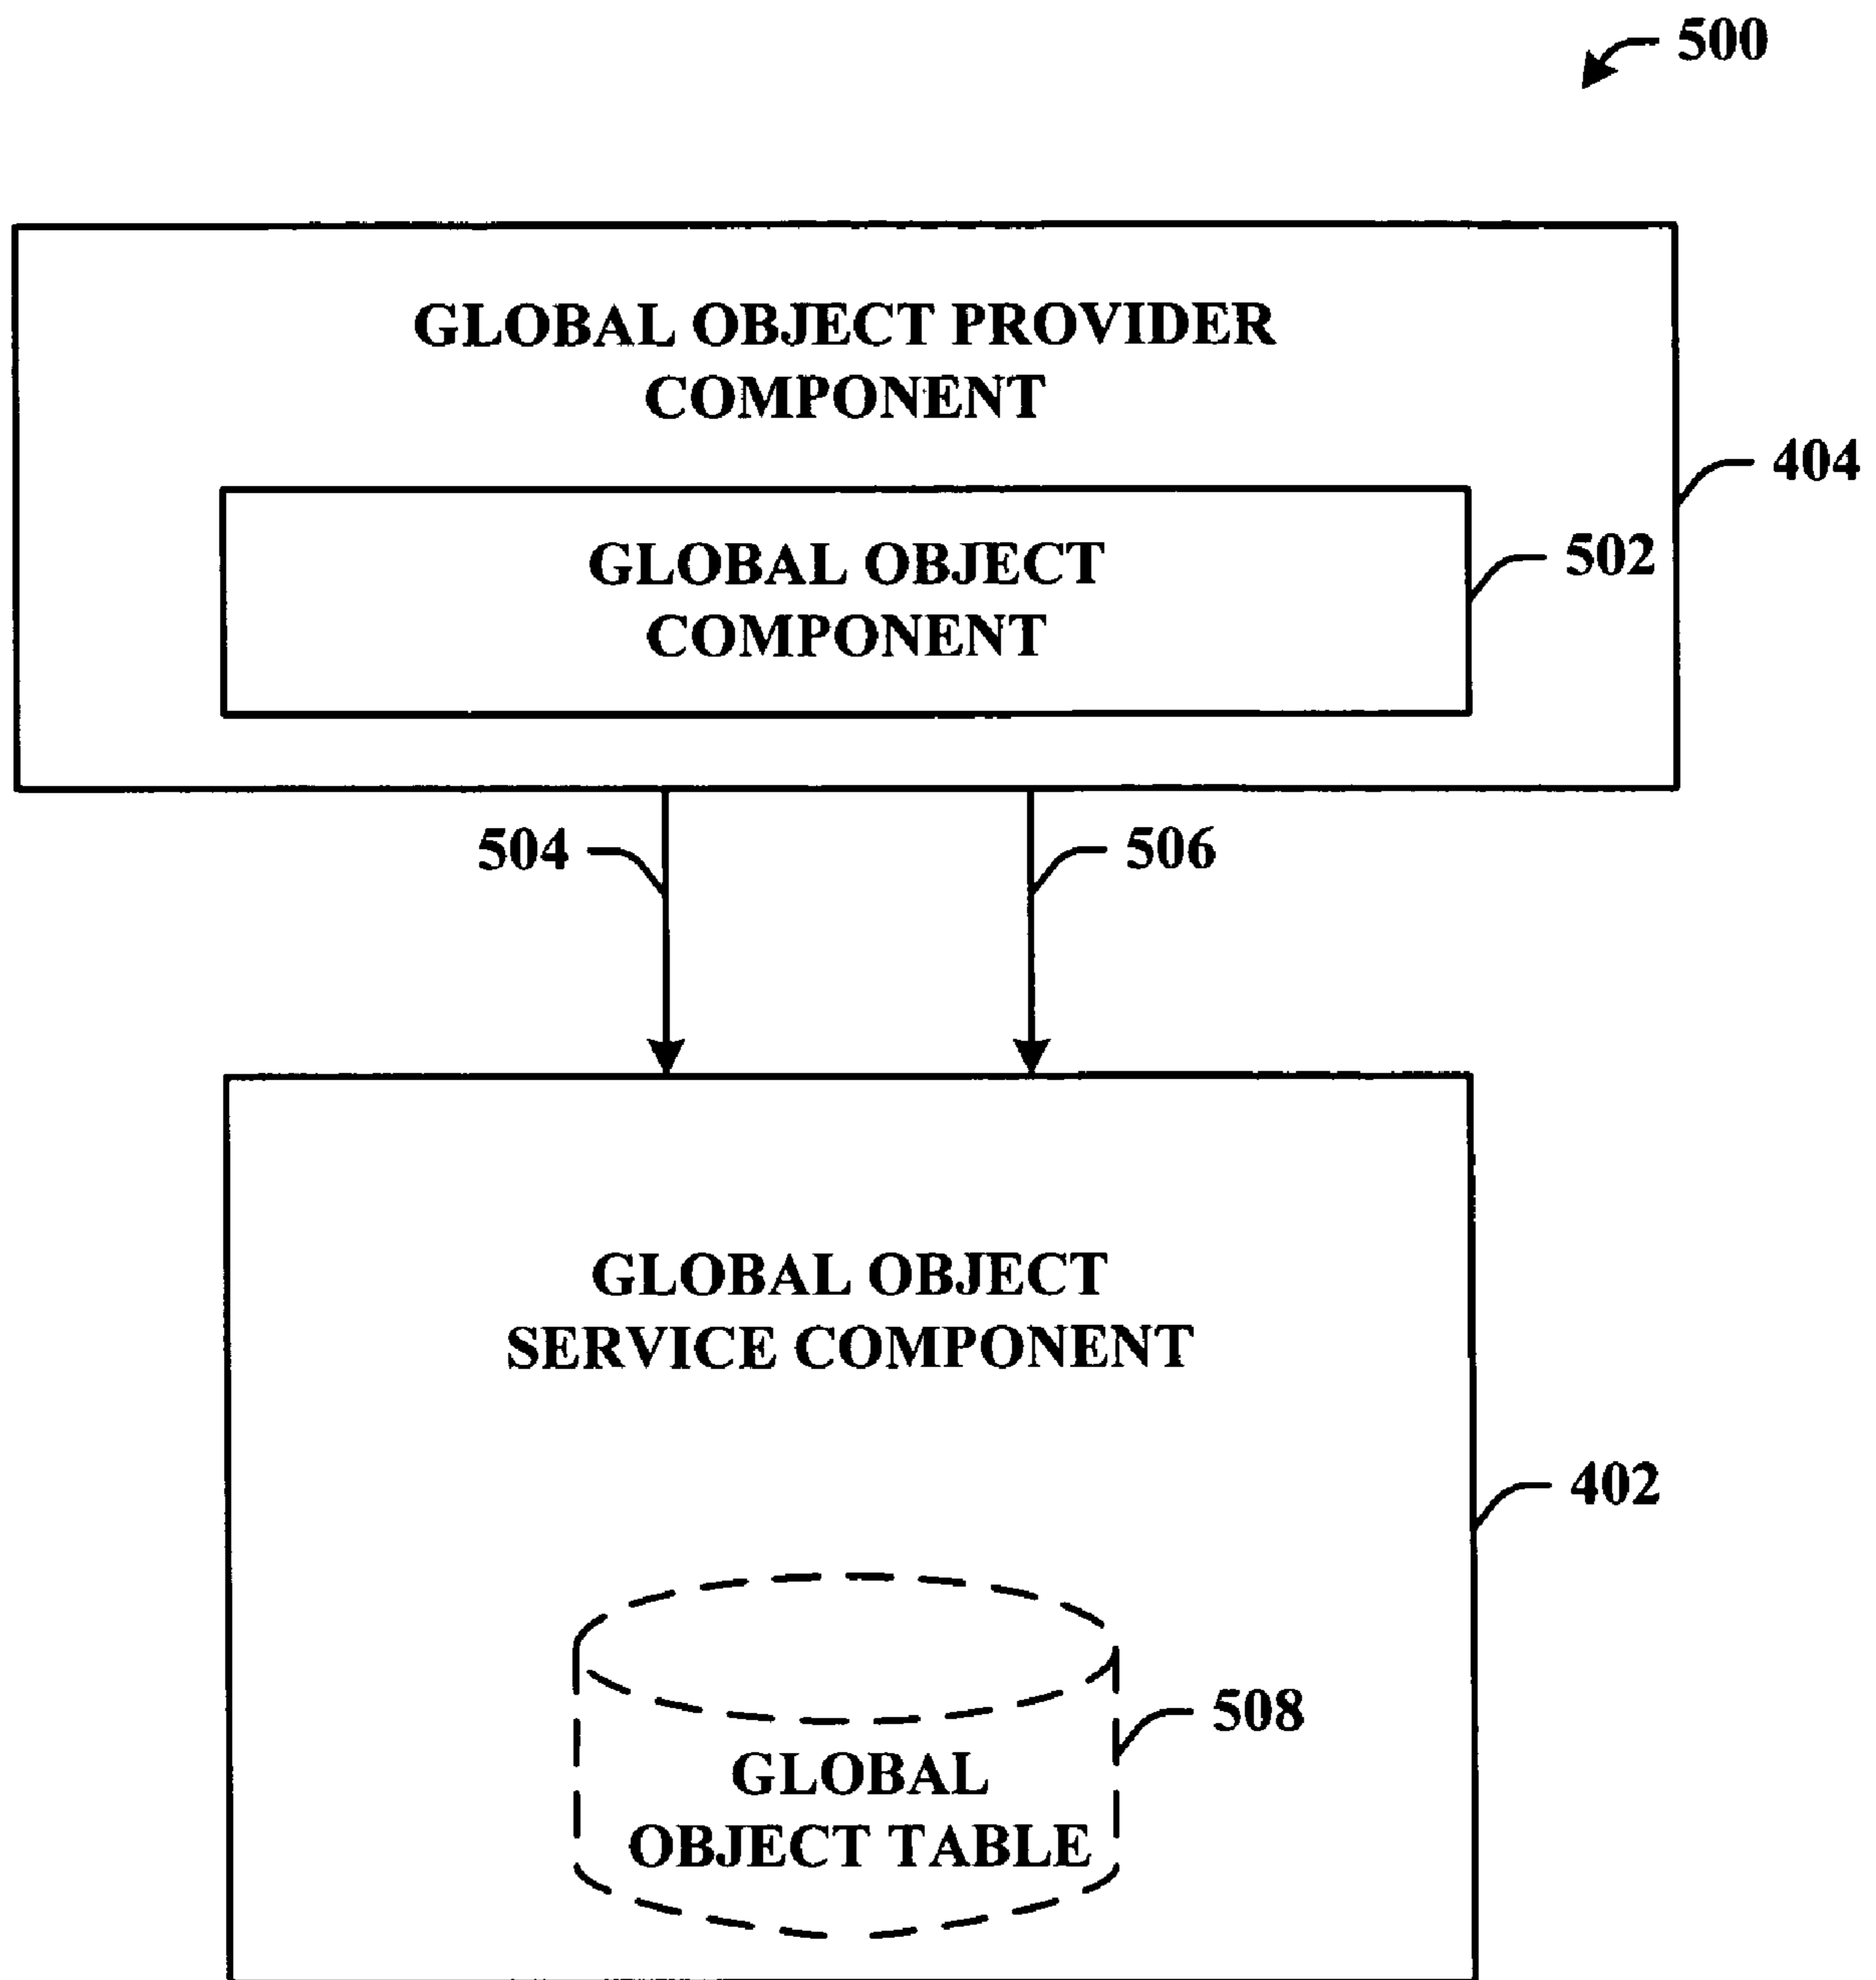 500
GLOBAL OBJECT PROVIDER
COMPONENT
404
GLOBAL OBJECT
COMPONENT
502
504
506
GLOBAL OBJECT
SERVICE COMPONENT
402
508
GLOBAL
OBJECT TABLE